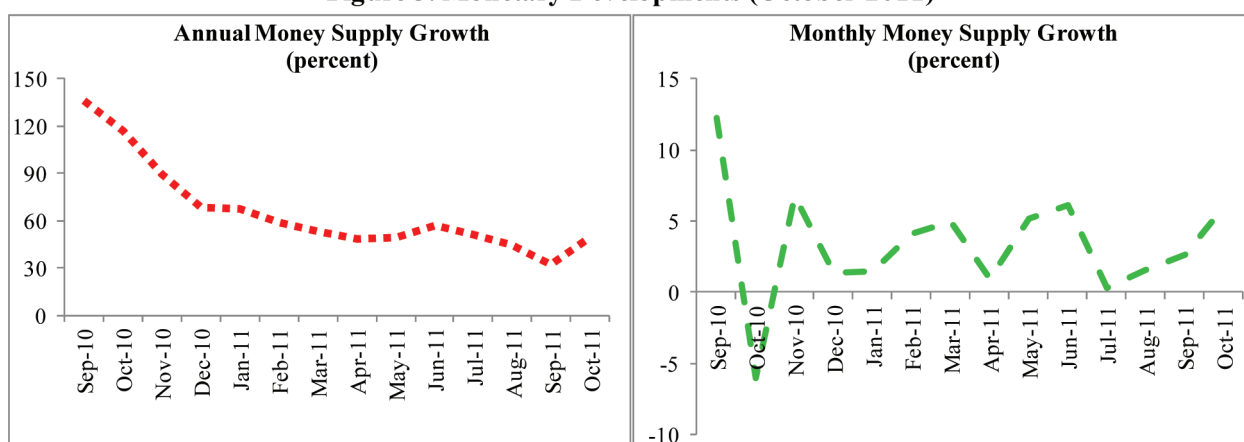 Annual Money Supply Growth
(percent)
150
120
90
60
30
0
Sep-10
Oct-10
Nov-10
Dec-10
Jan-11
Feb-11
Mar-11
Apr-11
May-11
Jun-11
Jul-11
Aug-11
Sep-11
Oct-11
Monthly Money Supply Growth
(percent)
15
10
5
0
-5
-10
Sep-10
Oct-10
Nov-10
Dec-10
Jan-11
Feb-11
Mar-11
Apr-11
May-11
Jun-11
Jul-11
Aug-11
Sep-11
Oct-11